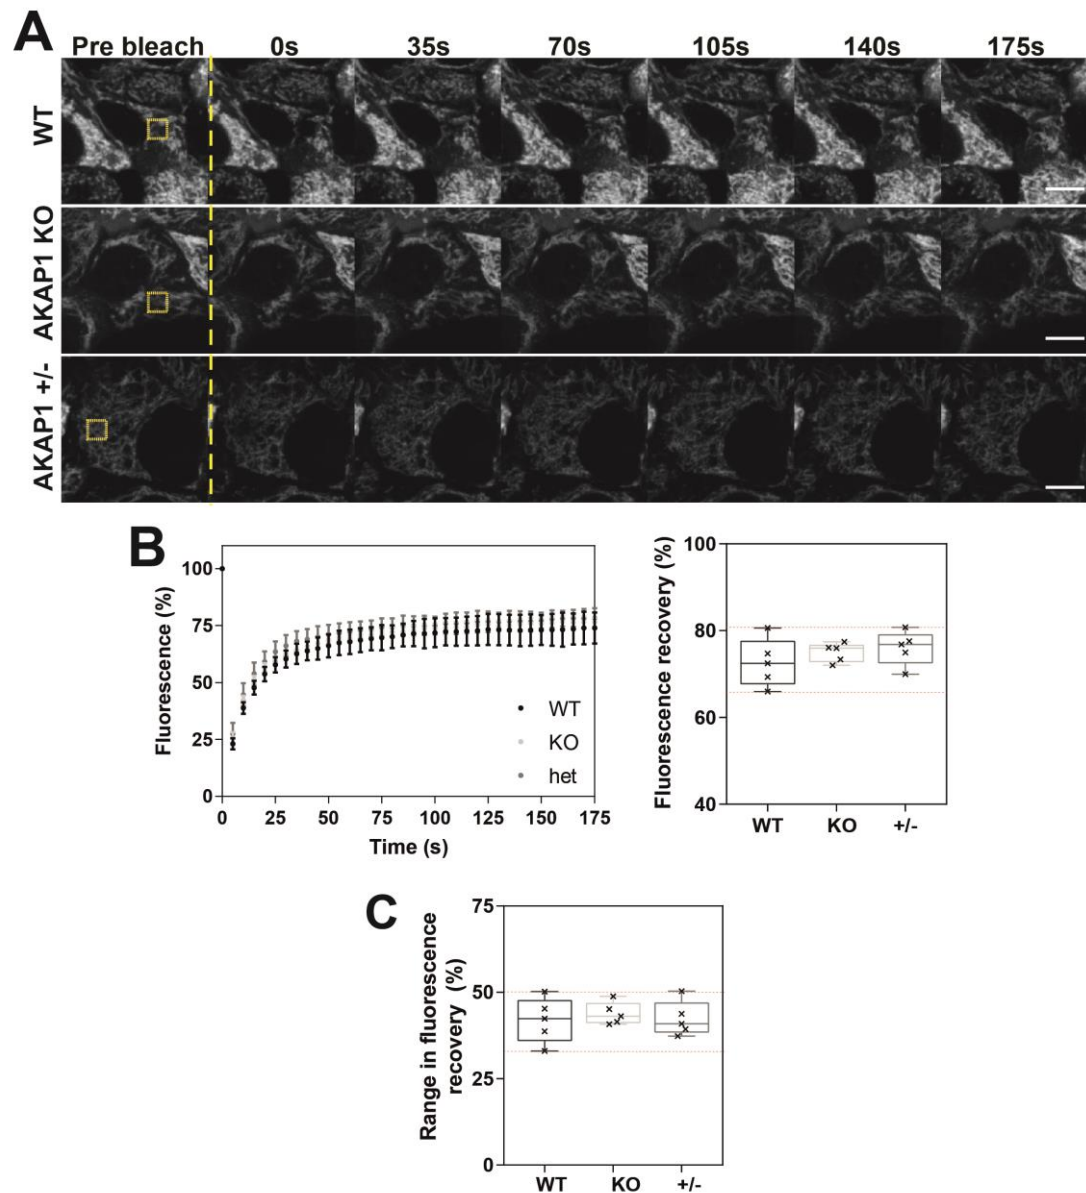 A
Pre bleach 0s 35s 70s 105s 140s 175s
WT
AKAP1 KO
AKAP1 +/-
B
Fluorescence (%)
100
75
50
25
0
WT
KO
het
0 25 50 75 100 125 150 175
Time (s)
Fluorescence recovery (%)
100
80
60
40
WT KO +/-
C
Range in fluorescence
recovery (%)
75
50
25
0
WT KO +/-